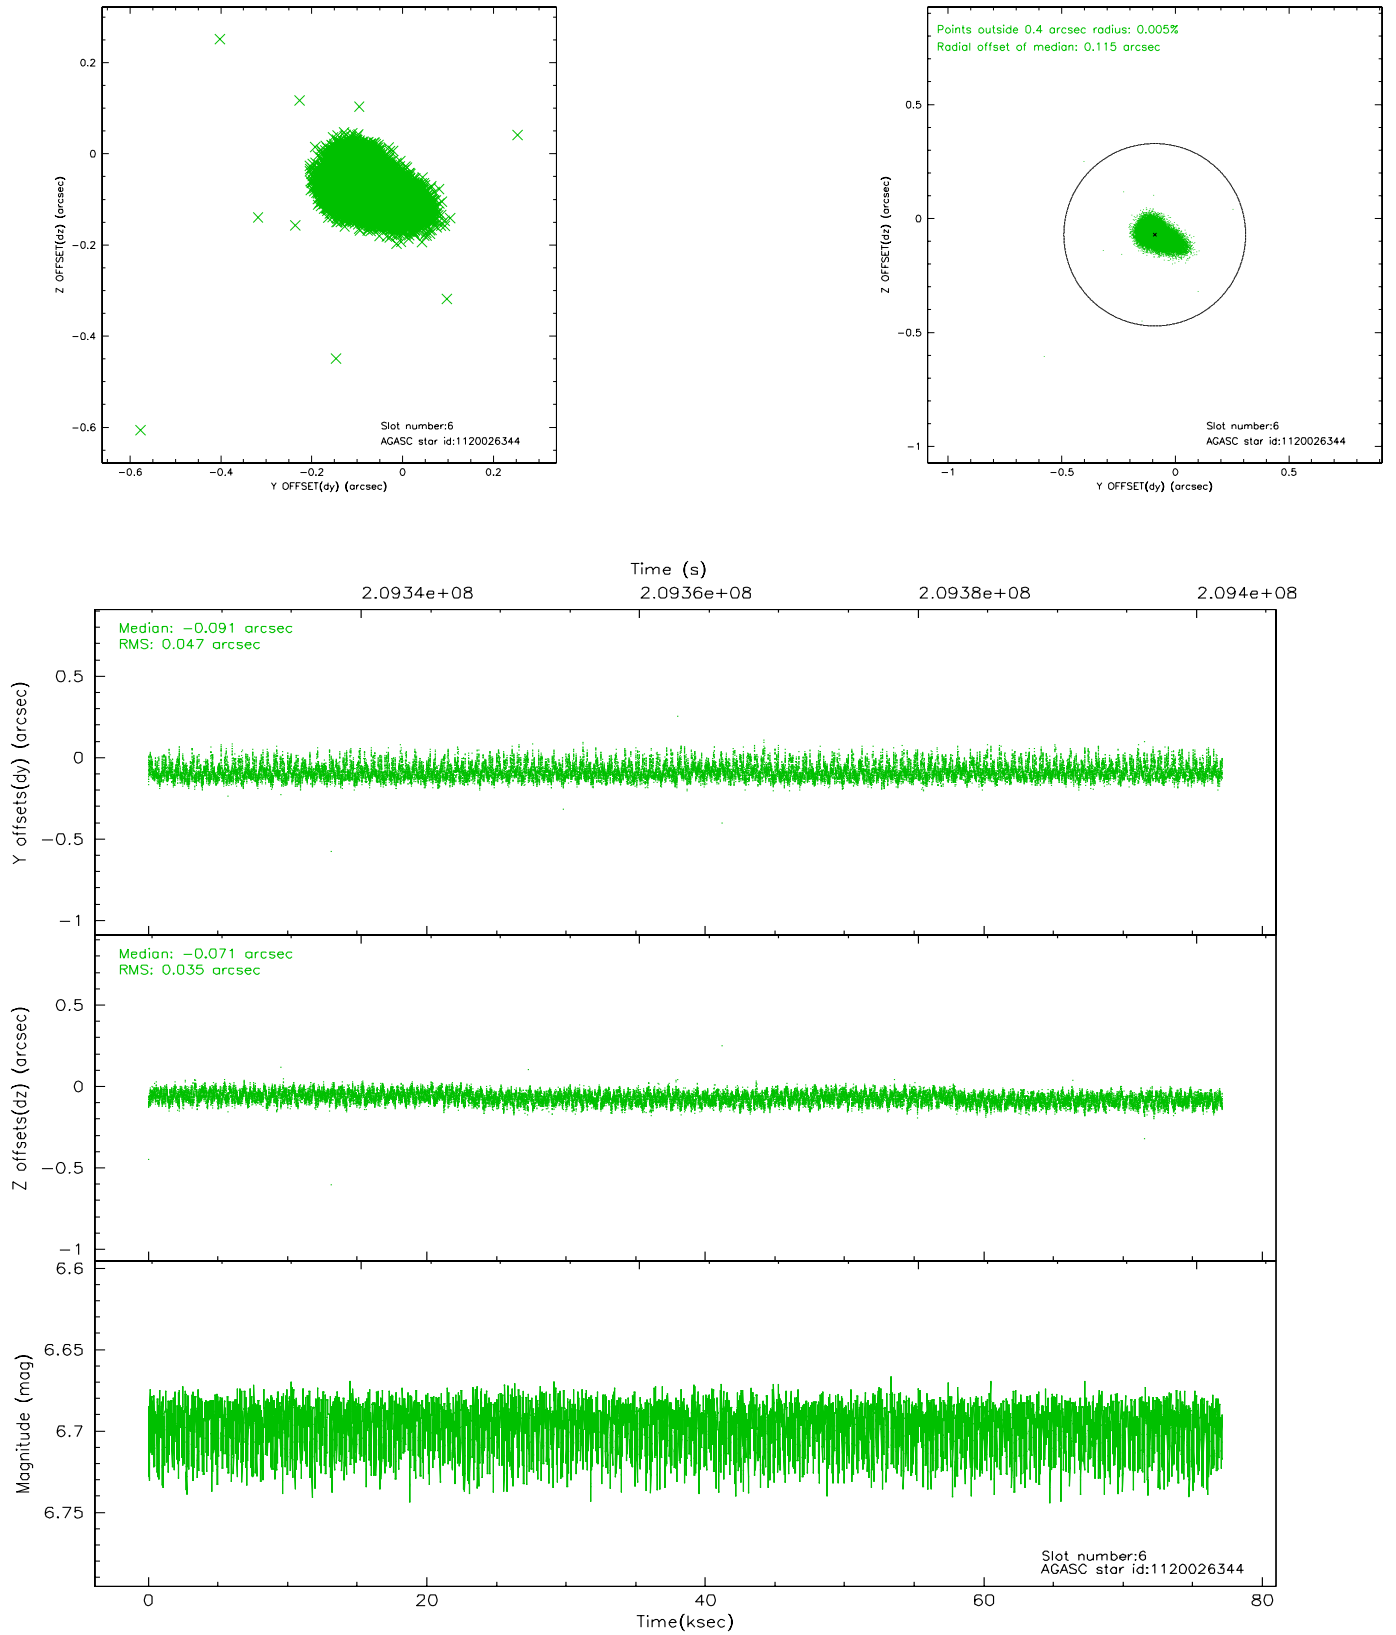 0.2
0
−0.2
−0.4
−0.6
Z OFFSET(dz) (arcsec)
Slot number:6
AGASC star id:1120026344
−0.6
−0.4
−0.2
0
0.2
Y OFFSET(dy) (arcsec)
Points outside 0.4 arcsec radius: 0.005%
Radial offset of median: 0.115 arcsec
0.5
0
−0.5
−1
Z OFFSET(dz) (arcsec)
Slot number:6
AGASC star id:1120026344
−1
−0.5
0
0.5
Y OFFSET(dy) (arcsec)
Time (s)
2.0934e+08
2.0936e+08
2.0938e+08
2.094e+08
Median: −0.091 arcsec
RMS: 0.047 arcsec
0.5
0
−0.5
−1
Y offsets(dy) (arcsec)
Median: −0.071 arcsec
RMS: 0.035 arcsec
0.5
0
−0.5
−1
Z offsets(dz) (arcsec)
6.6
6.65
6.7
6.75
Magnitude (mag)
Slot number:6
AGASC star id:1120026344
0
20
40
60
80
Time(ksec)